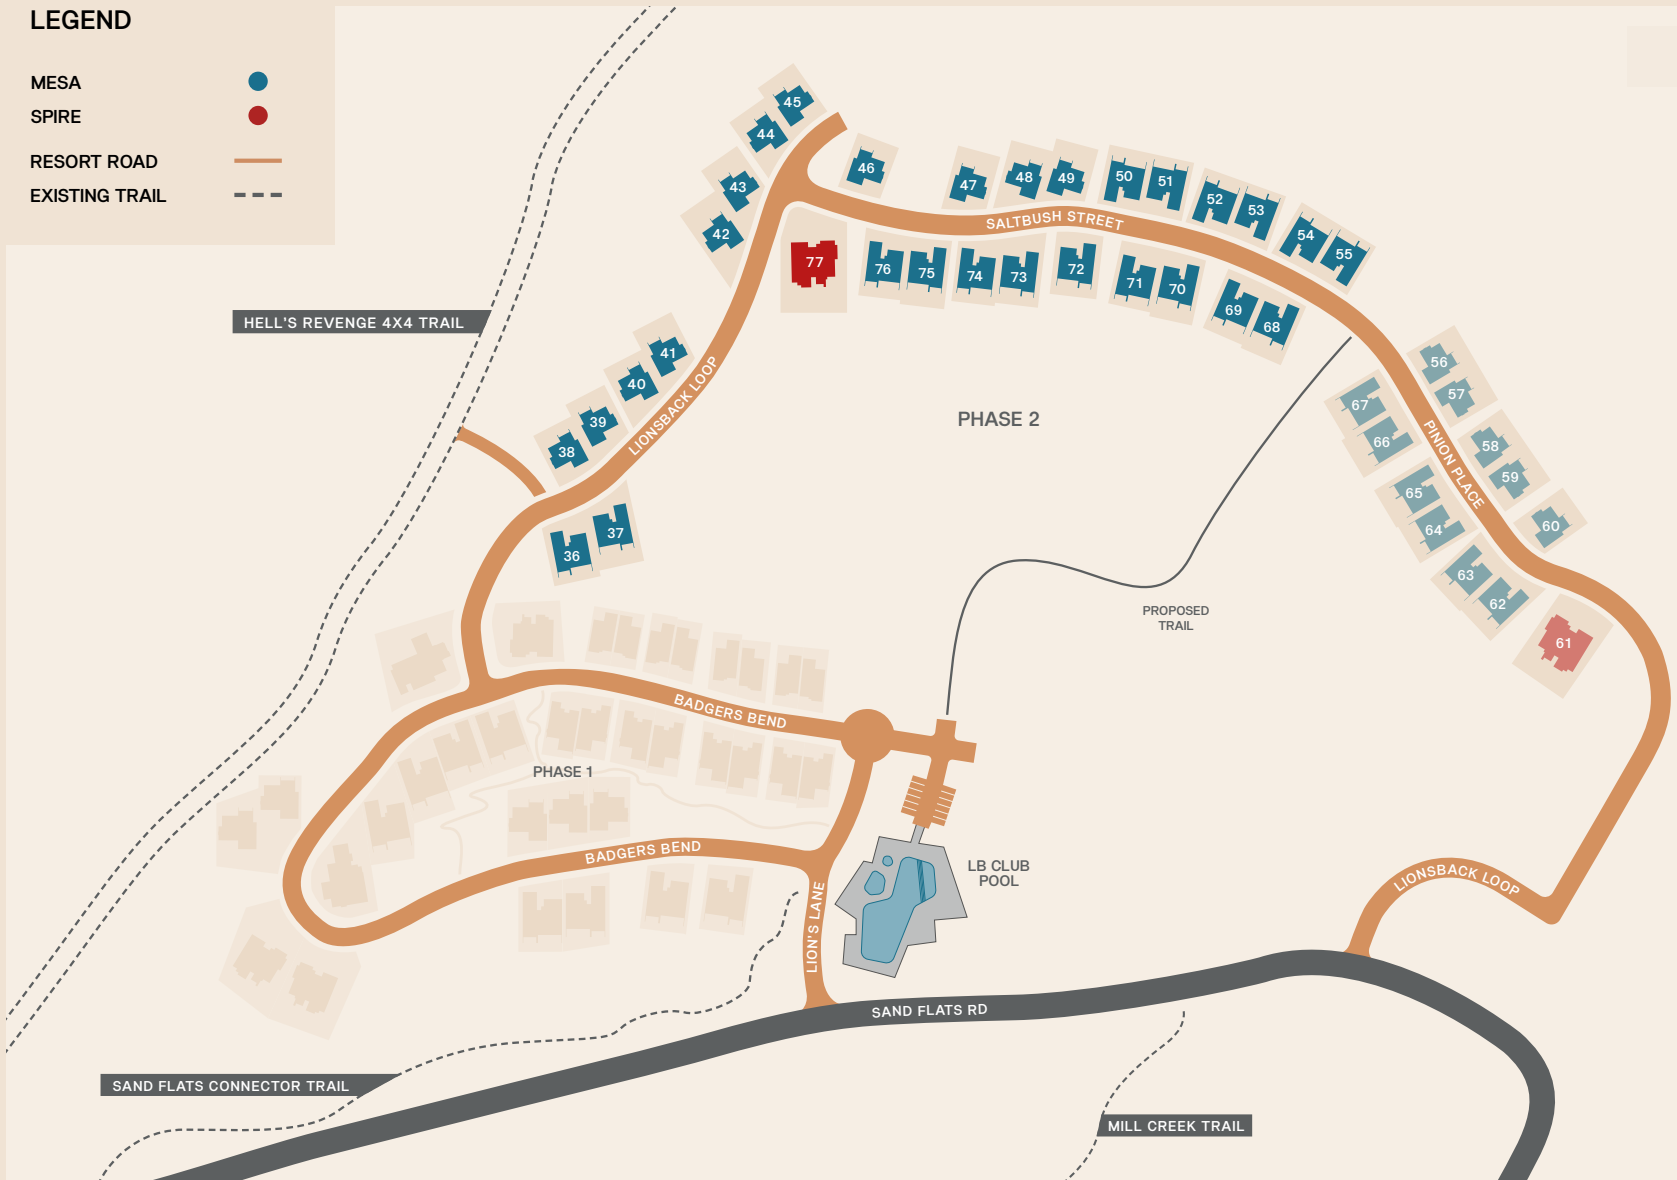 LEGEND
MESA
SPIRE
RESORT ROAD
EXISTING TRAIL
45
44
46
43
47
48
49
50
51
52
53
42
SALTBUSH STREET
54
55
77
76
75
74
73
72
71
70
69
68
HELL'S REVENGE 4X4 TRAIL
41
40
39
38
LIONSBACK LOOP
PHASE 2
56
57
67
66
58
59
PINION PLACE
65
64
60
37
36
63
62
61
PROPOSED
TRAIL
BADGERS BEND
PHASE 1
BADGERS BEND
LB CLUB
POOL
LION'S LANE
LIONSBACK LOOP
SAND FLATS RD
SAND FLATS CONNECTOR TRAIL
MILL CREEK TRAIL